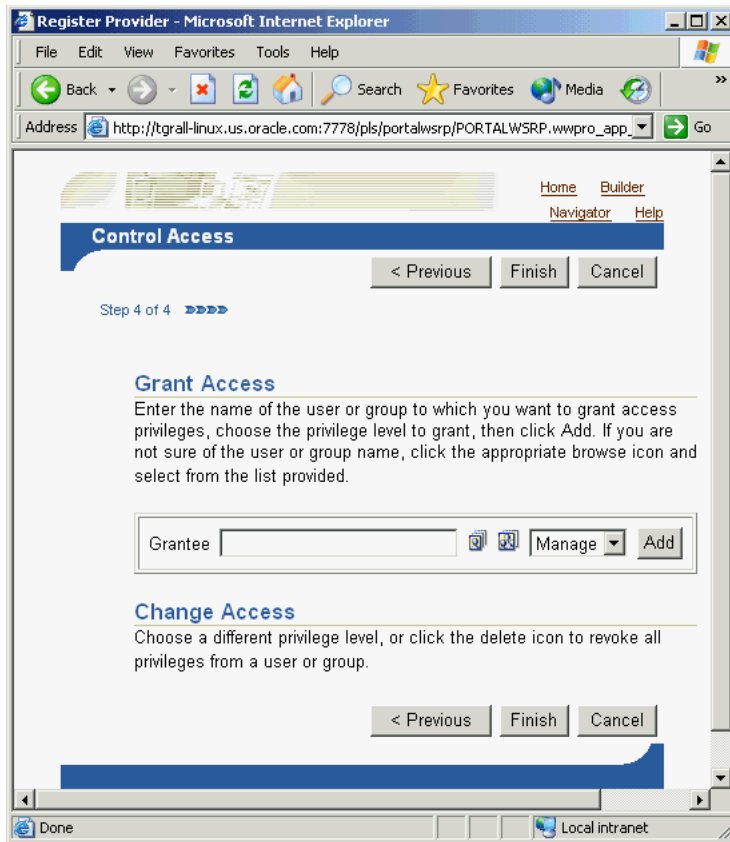 Register Provider - Microsoft Internet Explorer
File Edit View Favorites Tools Help
Back Search Favorites Media »
Address http://tgrall-linux.us.oracle.com:7778/pls/portalwsrp/PORTALWSRP.wwpro_app_ Go
Home Builder
Navigator Help
Control Access
< Previous Finish Cancel
Step 4 of 4
Grant Access
Enter the name of the user or group to which you want to grant access
privileges, choose the privilege level to grant, then click Add. If you are
not sure of the user or group name, click the appropriate browse icon and
select from the list provided.
Grantee Manage Add
Change Access
Choose a different privilege level, or click the delete icon to revoke all
privileges from a user or group.
< Previous Finish Cancel
Done Local intranet